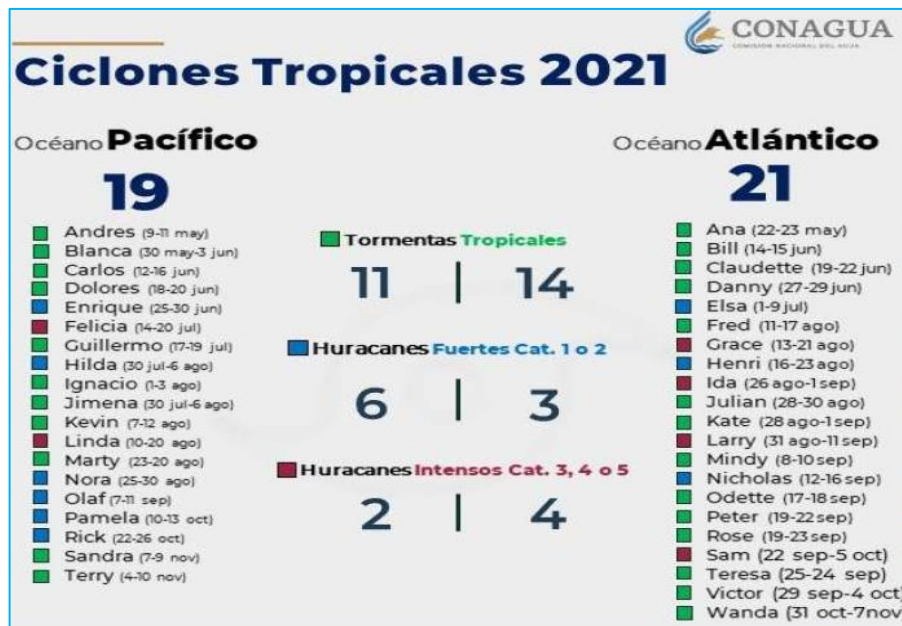 CONAGUA
COMISIÓN NACIONAL DEL AGUA
Ciclones Tropicales 2021
Océano Pacífico
19
Andres (9-11 may)
Blanca (30 may-3 jun)
Carlos (12-16 jun)
Dolores (18-20 jun)
Enrique (25-30 jun)
Felicia (14-20 jul)
Guillermo (17-19 jul)
Hilda (30 jul-6 ago)
Ignacio (1-3 ago)
Jimena (30 jul-6 ago)
Kevin (7-12 ago)
Linda (10-20 ago)
Marty (23-20 ago)
Nora (25-30 ago)
Olaf (7-11 sep)
Pamela (10-13 oct)
Rick (22-26 oct)
Sandra (7-9 nov)
Terry (4-10 nov)
Tormentas Tropicales
11 | 14
Huracanes Fuertes Cat. 1 o 2
6 | 3
Huracanes Intensos Cat. 3, 4 o 5
2 | 4
Océano Atlántico
21
Ana (22-23 may)
Bill (14-15 jun)
Claudette (19-22 jun)
Danny (27-29 jun)
Elsa (1-9 jul)
Fred (11-17 ago)
Grace (13-21 ago)
Henri (16-23 ago)
Ida (26 ago-1 sep)
Julian (28-30 ago)
Kate (28 ago-1 sep)
Larry (31 ago-11 sep)
Mindy (8-10 sep)
Nicholas (12-16 sep)
Odette (17-18 sep)
Peter (19-22 sep)
Rose (19-23 sep)
Sam (22 sep-5 oct)
Teresa (25-24 sep)
Victor (29 sep-4 oct)
Wanda (31 oct-7nov)